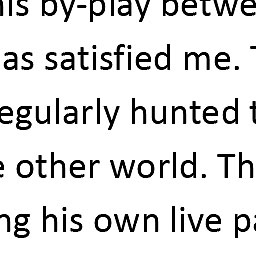 his by-play betwe
as satisfied me. T
egularly hunted t
e other world. Th
ng his own live pa